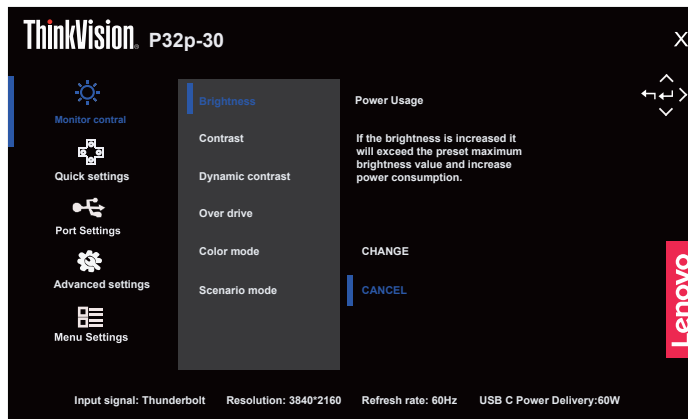 ThinkVision® P32p-30
X
Monitor contral
Quick settings
Port Settings
Advanced settings
Menu Settings
Brightness
Contrast
Dynamic contrast
Over drive
Color mode
Scenario mode
Power Usage
If the brightness is increased it
will exceed the preset maximum
brightness value and increase
power consumption.
CHANGE
CANCEL
Lenovo
Input signal: Thunderbolt Resolution: 3840*2160 Refresh rate: 60Hz USB C Power Delivery:60W